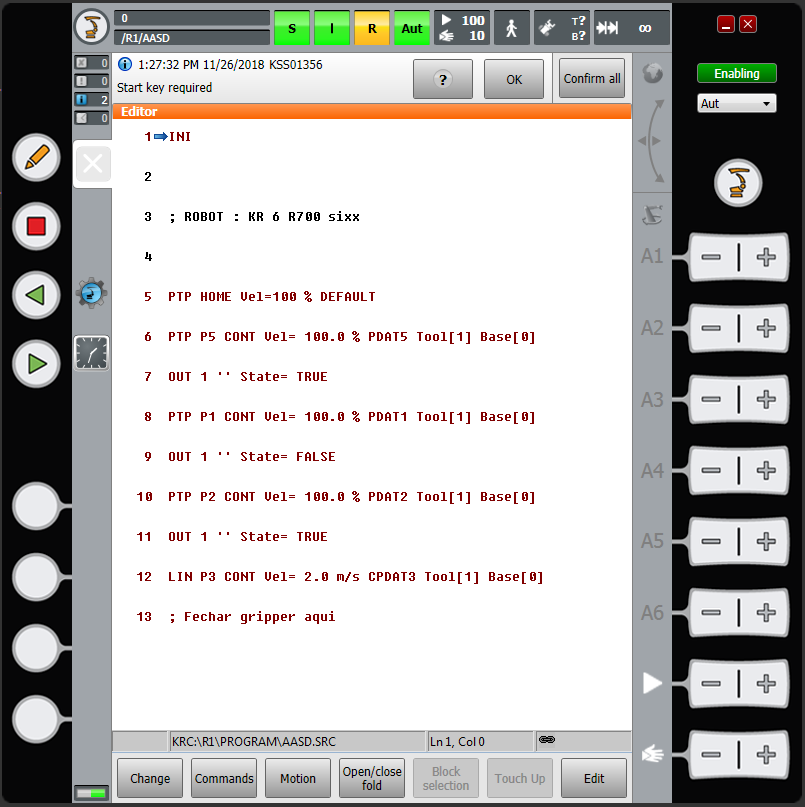 0
/R1/AASD
S
I
R
Aut
100
10
T?
B?
∞
0
0
2
0
1:27:32 PM 11/26/2018 KSS01356
Start key required
?
OK
Confirm all
Enabling
Aut
Editor
1 INI
2
3 ; ROBOT : KR 6 R700 sixx
4
5 PTP HOME Vel=100 % DEFAULT
6 PTP P5 CONT Vel= 100.0 % PDAT5 Tool[1] Base[0]
7 OUT 1 '' State= TRUE
8 PTP P1 CONT Vel= 100.0 % PDAT1 Tool[1] Base[0]
9 OUT 1 '' State= FALSE
10 PTP P2 CONT Vel= 100.0 % PDAT2 Tool[1] Base[0]
11 OUT 1 '' State= TRUE
12 LIN P3 CONT Vel= 2.0 m/s CPDAT3 Tool[1] Base[0]
13 ; Fechar gripper aqui
A1
A2
A3
A4
A5
A6
KRC:\R1\PROGRAM\AASD.SRC
Ln 1, Col 0
Change
Commands
Motion
Open/close
fold
Block
selection
Touch Up
Edit